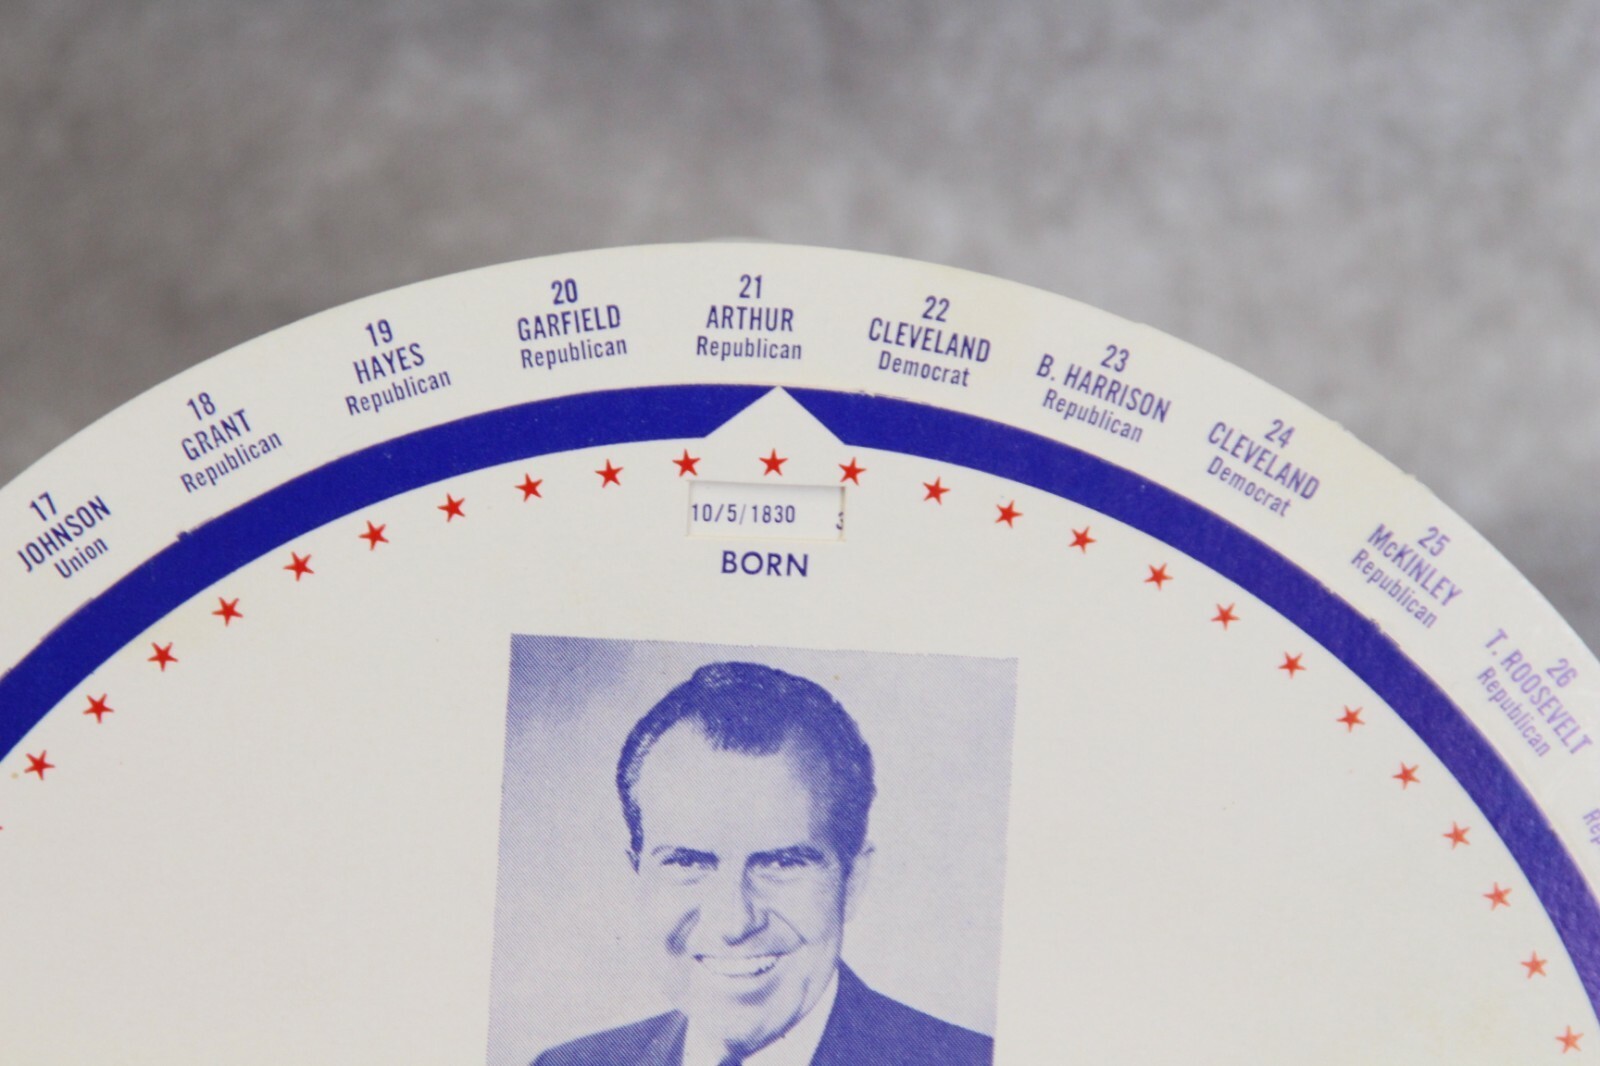 17
JOHNSON
Union
18
GRANT
Republican
19
HAYES
Republican
20
GARFIELD
Republican
21
ARTHUR
Republican
22
CLEVELAND
Democrat
23
B. HARRISON
Republican
24
CLEVELAND
Democrat
25
McKINLEY
Republican
26
T. ROOSEVELT
Republican
10/5/1830
BORN